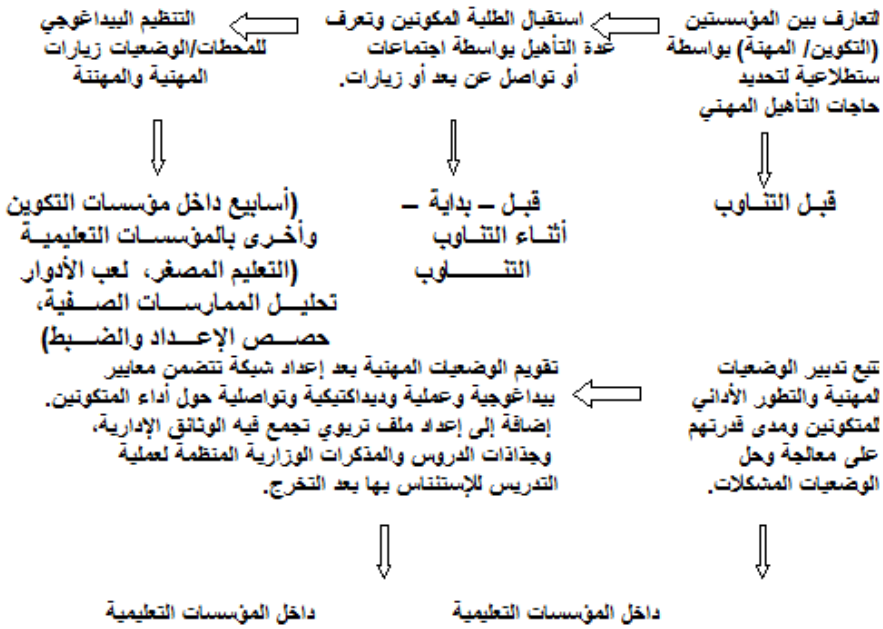 التعارف بين المؤسستين
(التكوين/ المهنة) بواسطة
ستطلاعية لتحديد
حاجات التأهيل المهني
استقبال الطلبة المكونين وتعرف
عدة التأهيل بواسطة اجتماعات
أو تواصل عن بعد أو زيارات.
التنظيم البيداغوجي
للمحطات/الوضعيات زيارات
المهنية والمهننة
قبل التناوب
قبل – بداية –
أثناء التناوب
التناوب
(أسابيع داخل مؤسسات التكوين
وأخرى بالمؤسسات التعليمية
(التعليم المصغر، لعب الأدوار
تحليل الممارسات الصفية،
حصص الإعداد والضبط)
تتبع تدبير الوضعيات
المهنية والتطور الأدائي
للمتكونين ومدى قدرتهم
على معالجة وحل
الوضعيات المشكلات.
تقويم الوضعيات المهنية بعد إعداد شبكة تتضمن معايير
بيداغوجية وعملية وديداكتيكية وتواصلية حول أداء المتكونين.
إضافة إلى إعداد ملف تربوي تجمع فيه الوثائق الإدارية،
وجذاذات الدروس والمذكرات الوزارية المنظمة لعملية
التدريس للإستئناس بها بعد التخرج.
داخل المؤسسات التعليمية
داخل المؤسسات التعليمية